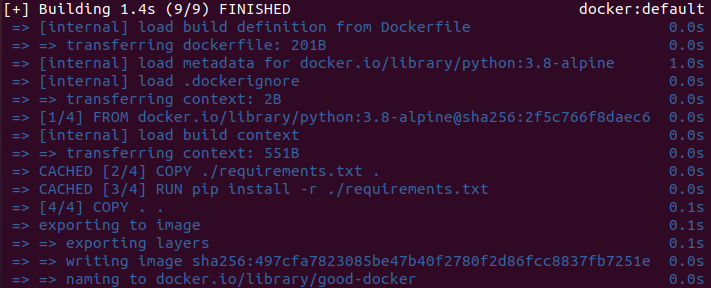 [+] Building 1.4s (9/9) FINISHED docker:default
=> [internal] load build definition from Dockerfile 0.0s
=> => transferring dockerfile: 201B 0.0s
=> [internal] load metadata for docker.io/library/python:3.8-alpine 1.0s
=> [internal] load .dockerignore 0.0s
=> => transferring context: 2B 0.0s
=> [1/4] FROM docker.io/library/python:3.8-alpine@sha256:2f5c766f8daec6 0.0s
=> [internal] load build context 0.0s
=> => transferring context: 551B 0.0s
=> CACHED [2/4] COPY ./requirements.txt . 0.0s
=> CACHED [3/4] RUN pip install -r ./requirements.txt 0.0s
=> [4/4] COPY . . 0.1s
=> exporting to image 0.1s
=> => exporting layers 0.1s
=> => writing image sha256:497cfa7823085be47b40f2780f2d86fcc8837fb7251e 0.0s
=> => naming to docker.io/library/good-docker 0.0s